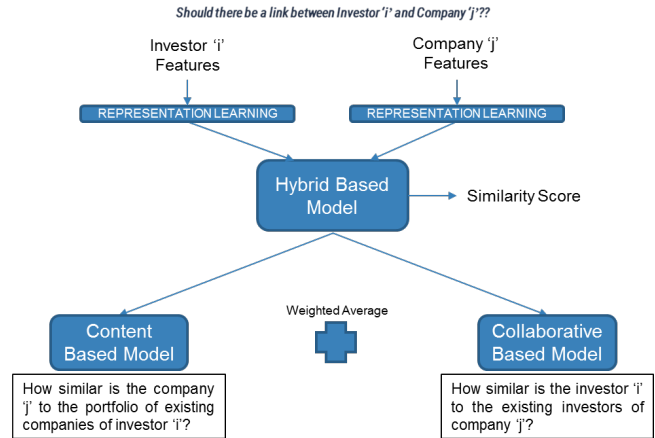 Should there be a link between Investor ‘i’ and Company ‘j’??
Investor ‘i’
Features
Company ‘j’
Features
REPRESENTATION LEARNING
REPRESENTATION LEARNING
Hybrid Based
Model
Similarity Score
Weighted Average
Content
Based Model
Collaborative
Based Model
How similar is the company
‘j’ to the portfolio of existing
companies of investor ‘i’?
How similar is the investor ‘i’
to the existing investors of
company ‘j’?